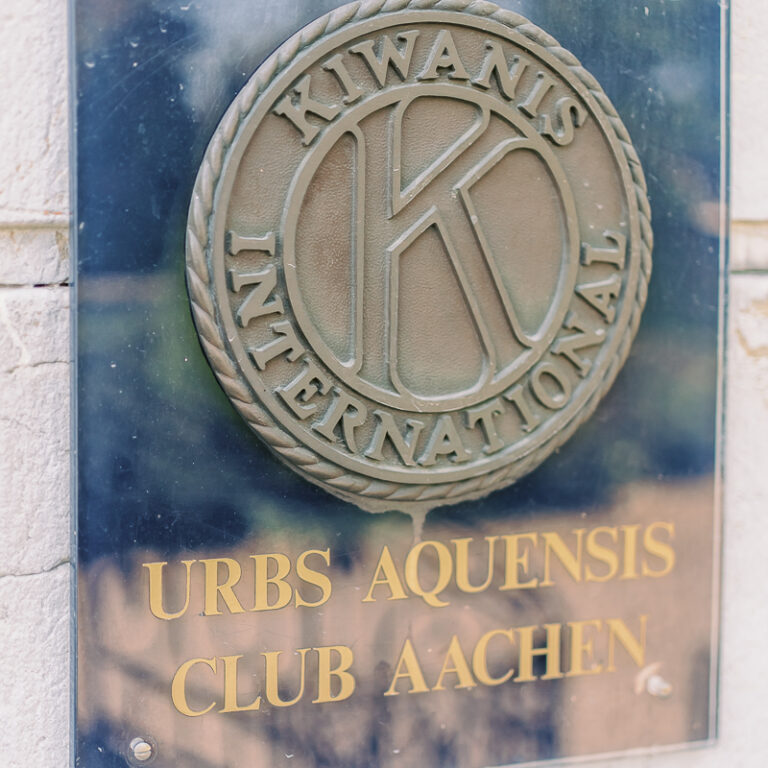 KIWANIS
INTERNATIONAL
K
URBS AQUENSIS
CLUB AACHEN